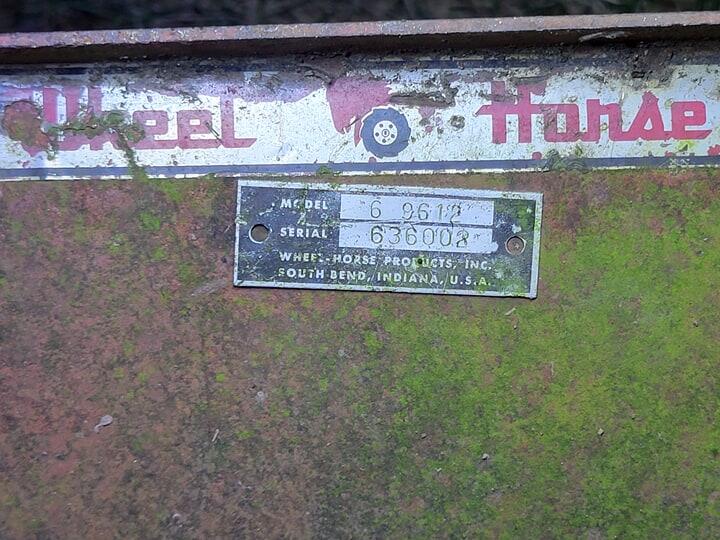 Wheel Horse
MODEL 6 9612
SERIAL 636002
WHEEL-HORSE PRODUCTS, INC.
SOUTH BEND, INDIANA, U.S.A.